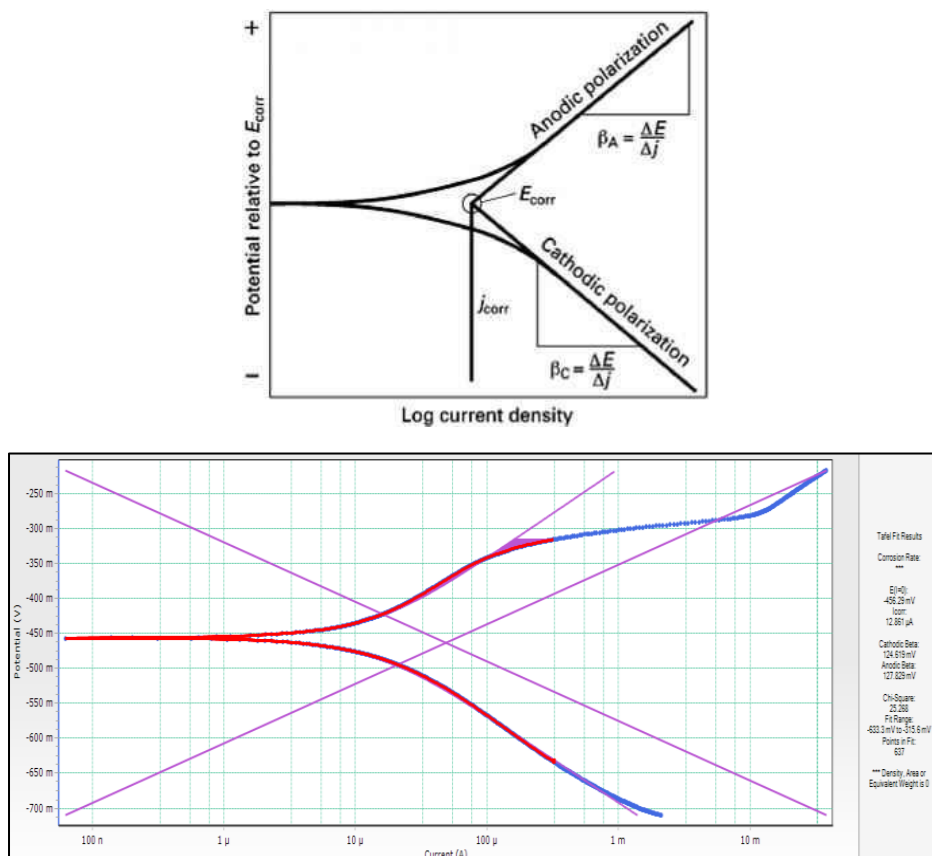 +
Potential relative to Ecorr
−
Anodic polarization
βA = ΔE
Δj
Ecorr
Cathodic polarization
jcorr
βC = ΔE
Δj
Log current density
-250 m
-300 m
-350 m
-400 m
-450 m
-500 m
-550 m
-600 m
-650 m
-700 m
Potential (V)
100 n
1 µ
10 µ
100 µ
1 m
10 m
Current (A)
Tafel Fit Results
Corrosion Rate:
***
E(I=0):
-456.29 mV
Icorr:
12.861 µA
Cathodic Beta:
124.619 mV
Anodic Beta:
127.829 mV
Chi-Square:
25.268
Fit Range:
-633.3 mV to -315.6 mV
Points in Fit:
637
*** Density, Area or
Equivalent Weight is 0